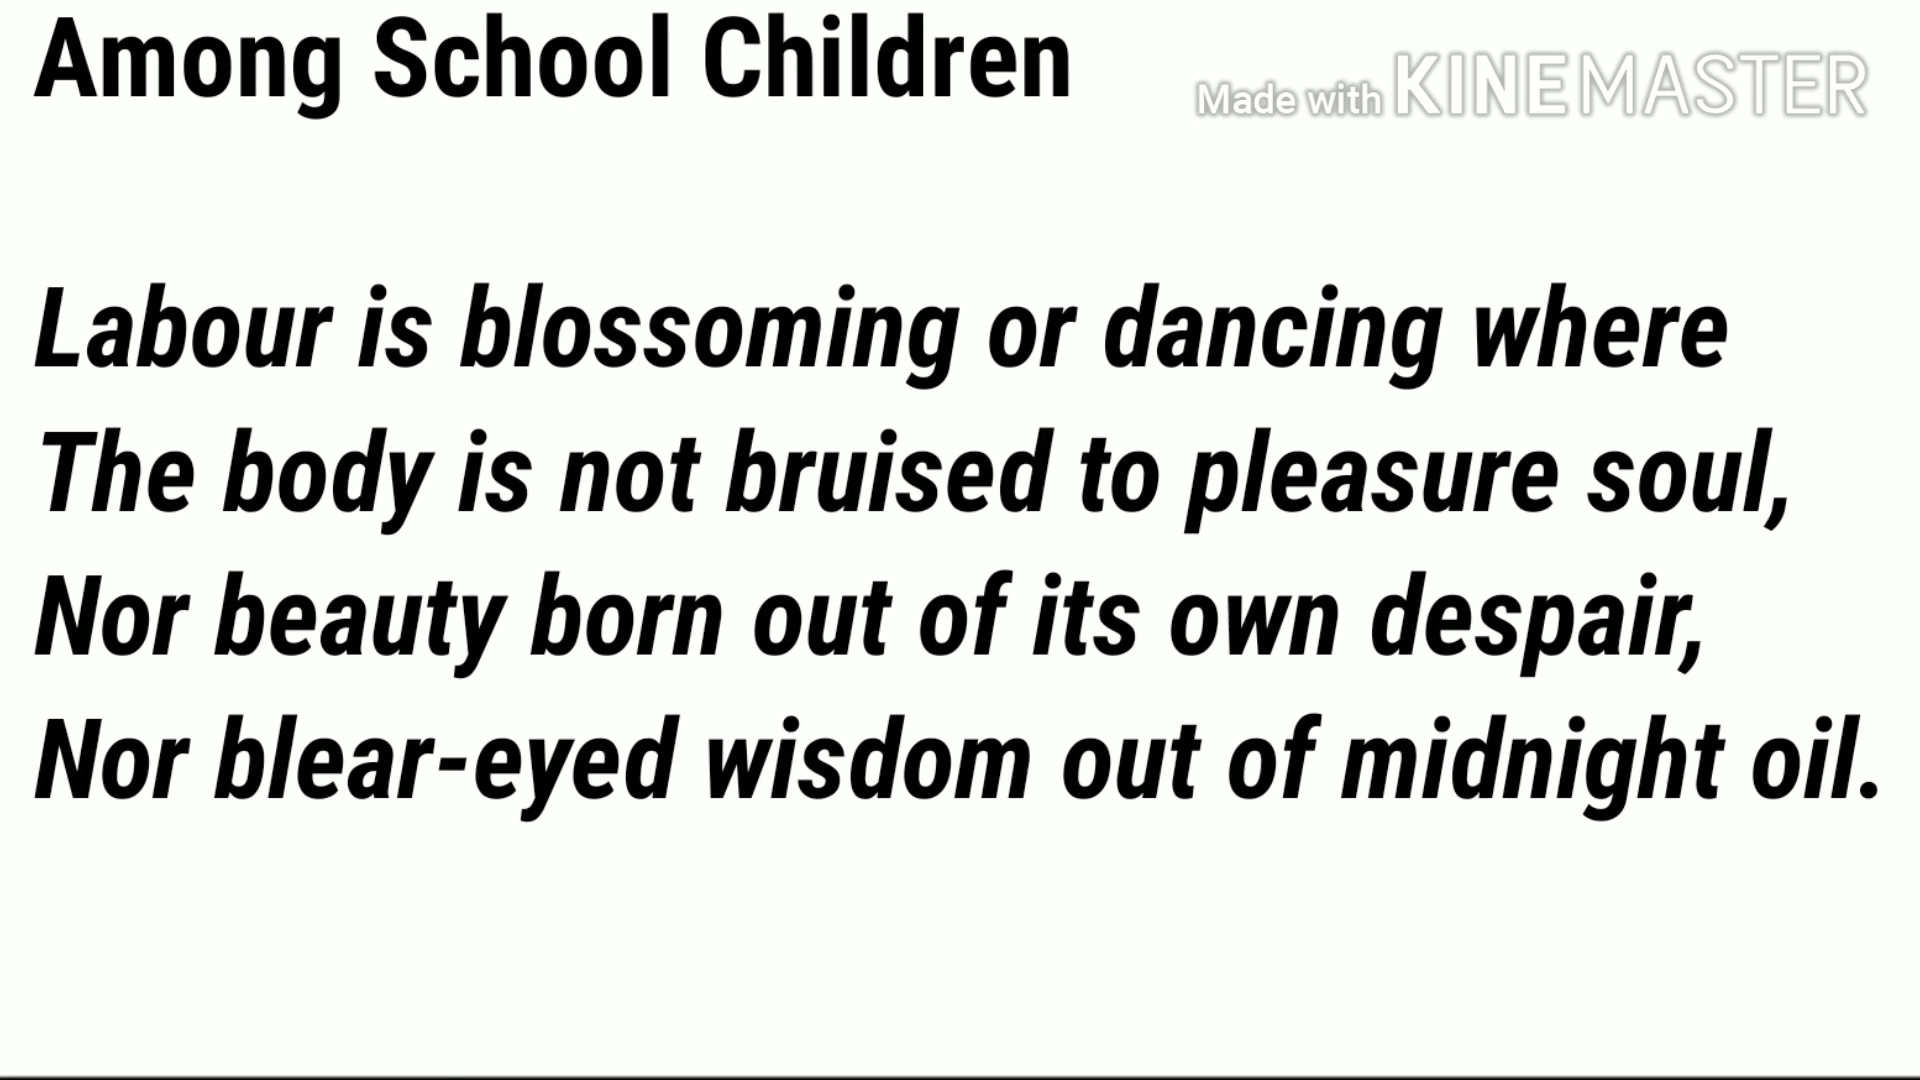 Among School Children
Made with KINEMASTER
Labour is blossoming or dancing where
The body is not bruised to pleasure soul,
Nor beauty born out of its own despair,
Nor blear-eyed wisdom out of midnight oil.